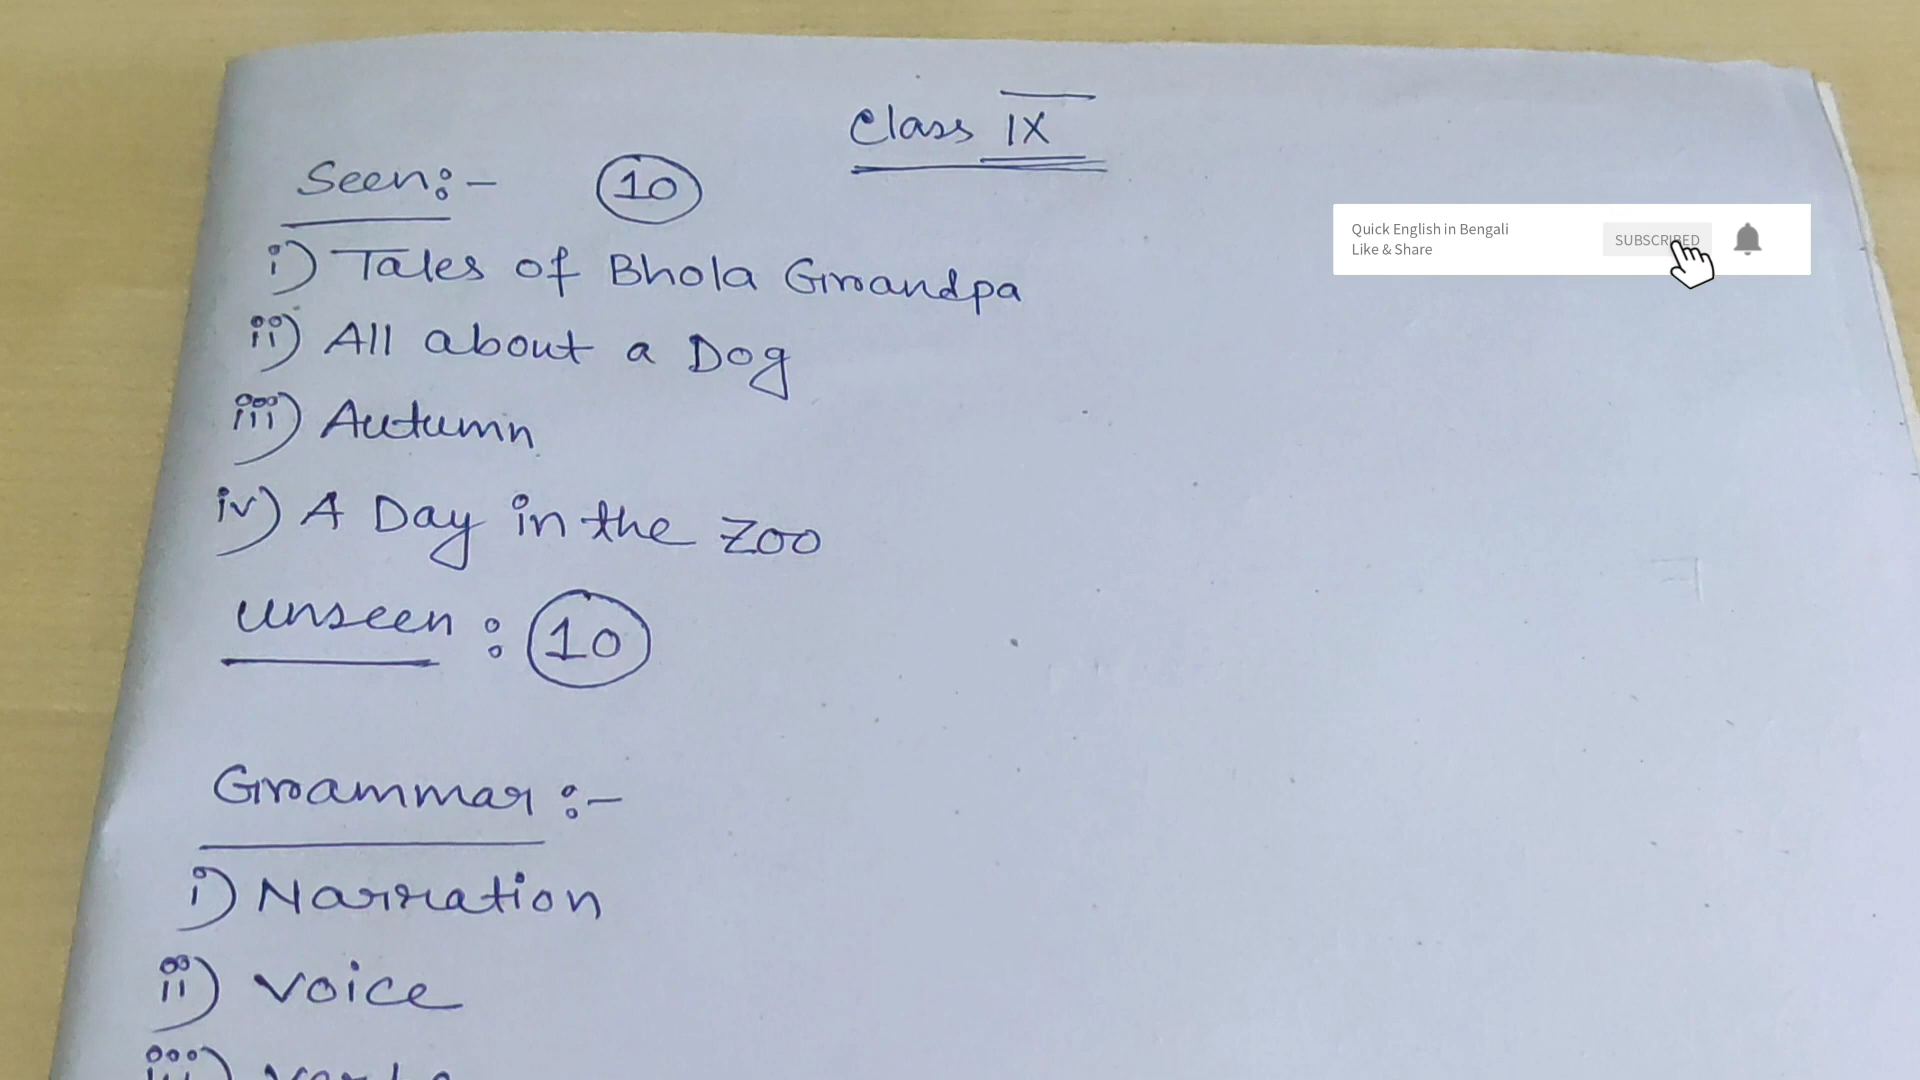 Class IX
Seen:- 10
i) Tales of Bhola Grandpa
ii) All about a Dog
iii) Autumn
iv) A Day in the Zoo
Unseen : 10
Grammar :-
i) Narration
ii) Voice
iii)
Quick English in Bengali
Like & Share
SUBSCRIBED